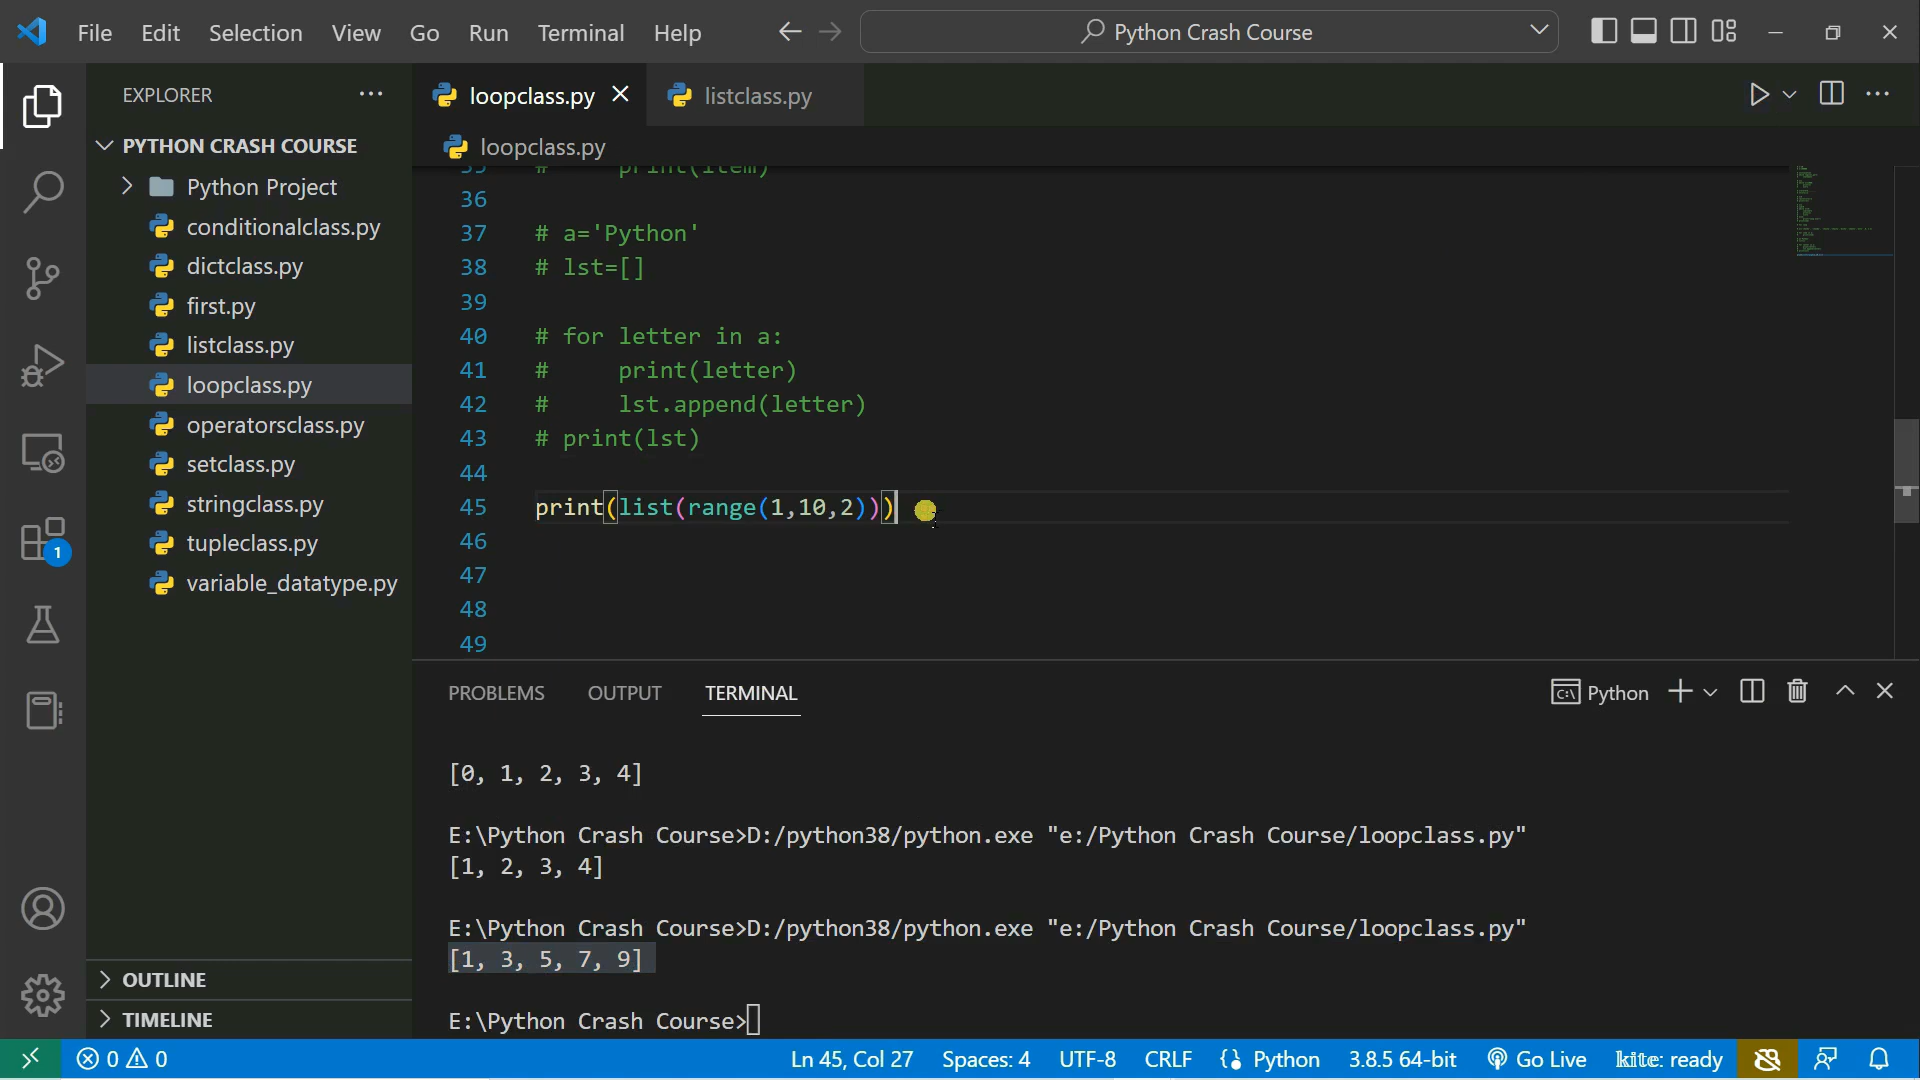 File Edit Selection View Go Run Terminal Help
Python Crash Course
EXPLORER
PYTHON CRASH COURSE
Python Project
conditionalclass.py
dictclass.py
first.py
listclass.py
loopclass.py
operatorsclass.py
setclass.py
stringclass.py
tupleclass.py
variable_datatype.py
OUTLINE
TIMELINE
1
loopclass.py
listclass.py
loopclass.py
35 # print(item)
36
37 # a='Python'
38 # lst=[]
39
40 # for letter in a:
41 # print(letter)
42 # lst.append(letter)
43 # print(lst)
44
45 print(list(range(1,10,2)))
46
47
48
49
PROBLEMS OUTPUT TERMINAL
Python
[0, 1, 2, 3, 4]
E:\Python Crash Course>D:/python38/python.exe "e:/Python Crash Course/loopclass.py"
[1, 2, 3, 4]
E:\Python Crash Course>D:/python38/python.exe "e:/Python Crash Course/loopclass.py"
[1, 3, 5, 7, 9]
E:\Python Crash Course>
0 0 Ln 45, Col 27 Spaces: 4 UTF-8 CRLF Python 3.8.5 64-bit Go Live kite: ready